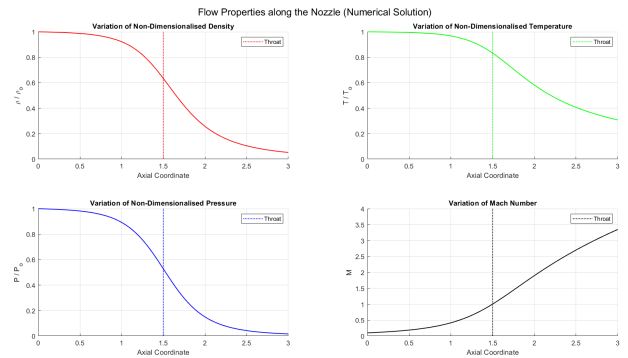 Flow Properties along the Nozzle (Numerical Solution)
Variation of Non-Dimensionalised Density
1
0.8
0.6
0.4
0.2
0
ρ / ρo
0 0.5 1 1.5 2 2.5 3
Axial Coordinate
Throat
Variation of Non-Dimensionalised Temperature
1
0.8
0.6
0.4
0.2
0
T / To
0 0.5 1 1.5 2 2.5 3
Axial Coordinate
Throat
Variation of Non-Dimensionalised Pressure
1
0.8
0.6
0.4
0.2
0
P / Po
0 0.5 1 1.5 2 2.5 3
Axial Coordinate
Throat
Variation of Mach Number
4
3.5
3
2.5
2
1.5
1
0.5
0
M
0 0.5 1 1.5 2 2.5 3
Axial Coordinate
Throat